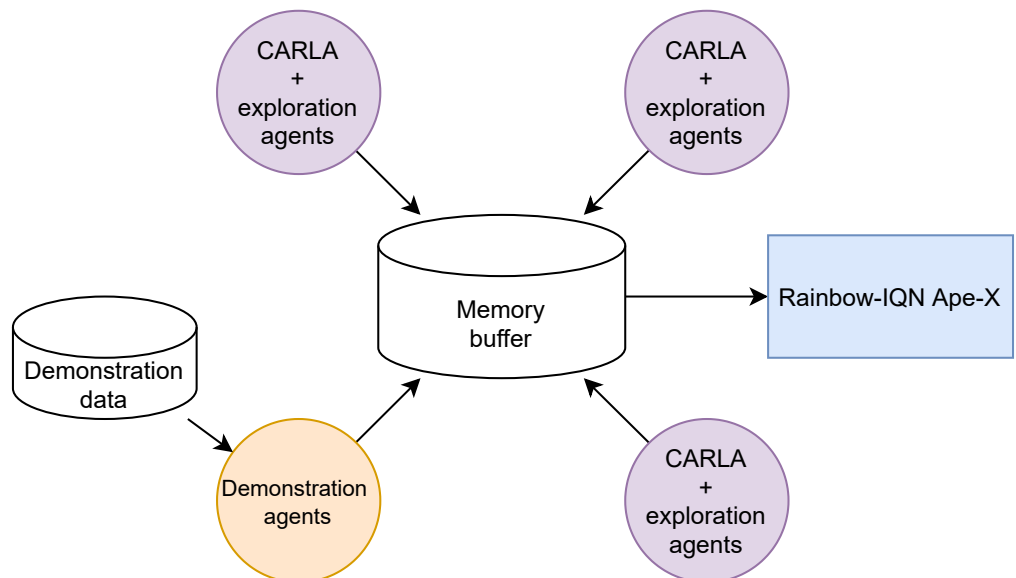 CARLA
+
exploration
agents
CARLA
+
exploration
agents
Memory
buffer
Rainbow-IQN Ape-X
Demonstration
data
Demonstration
agents
CARLA
+
exploration
agents